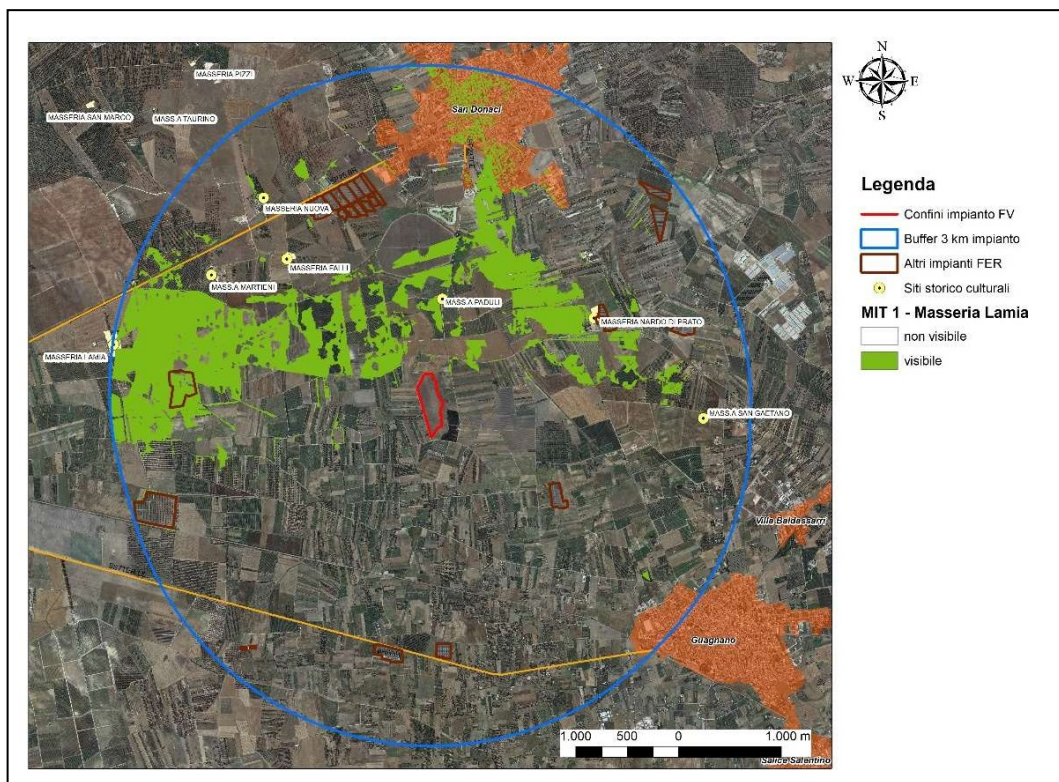 MASSERIA PIZZI
MASSERIA SAN MARCO
MASS.A TAURINO
San Donaci
MASSERIA NUOVA
MASSERIA FALLI
MASS.A MARTIENI
MASS.A PADULI
MASSERIA NARDO DI PRATO
MASSERIA LAMIA
MASS.A SAN GAETANO
Villa Baldassarri
Guagnano
Salice Salentino
1.000 500 0 1.000 m
N
W E
S
Legenda
Confini impianto FV
Buffer 3 km impianto
Altri impianti FER
Siti storico culturali
MIT 1 - Masseria Lamia
non visibile
visibile